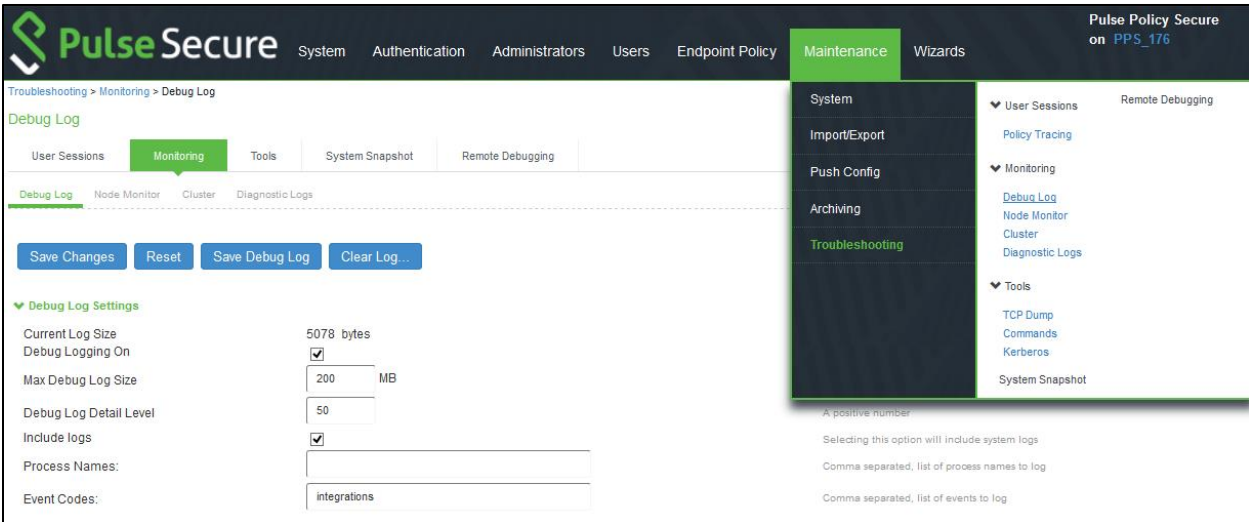 Pulse Secure
System Authentication Administrators Users Endpoint Policy Maintenance Wizards
Pulse Policy Secure
on PPS_176
Troubleshooting > Monitoring > Debug Log
Debug Log
User Sessions Monitoring Tools System Snapshot Remote Debugging
Debug Log Node Monitor Cluster Diagnostic Logs
System
Import/Export
Push Config
Archiving
Troubleshooting
User Sessions
Policy Tracing
Monitoring
Debug Log
Node Monitor
Cluster
Diagnostic Logs
Tools
TCP Dump
Commands
Kerberos
System Snapshot
Remote Debugging
Save Changes Reset Save Debug Log Clear Log...
Debug Log Settings
Current Log Size 5078 bytes
Debug Logging On
Max Debug Log Size 200 MB
Debug Log Detail Level 50 A positive number
Include logs Selecting this option will include system logs
Process Names: Comma separated, list of process names to log
Event Codes: integrations Comma separated, list of events to log